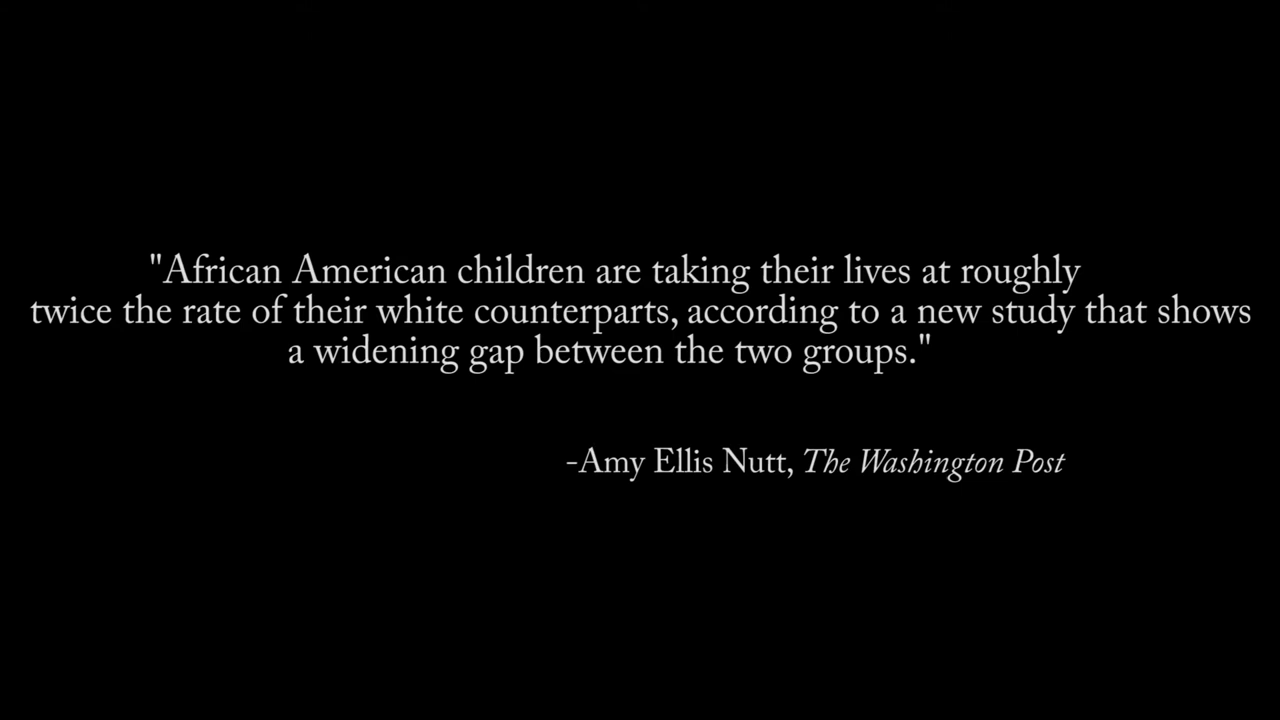 "African American children are taking their lives at roughly
twice the rate of their white counterparts, according to a new study that shows
a widening gap between the two groups."
-Amy Ellis Nutt, The Washington Post